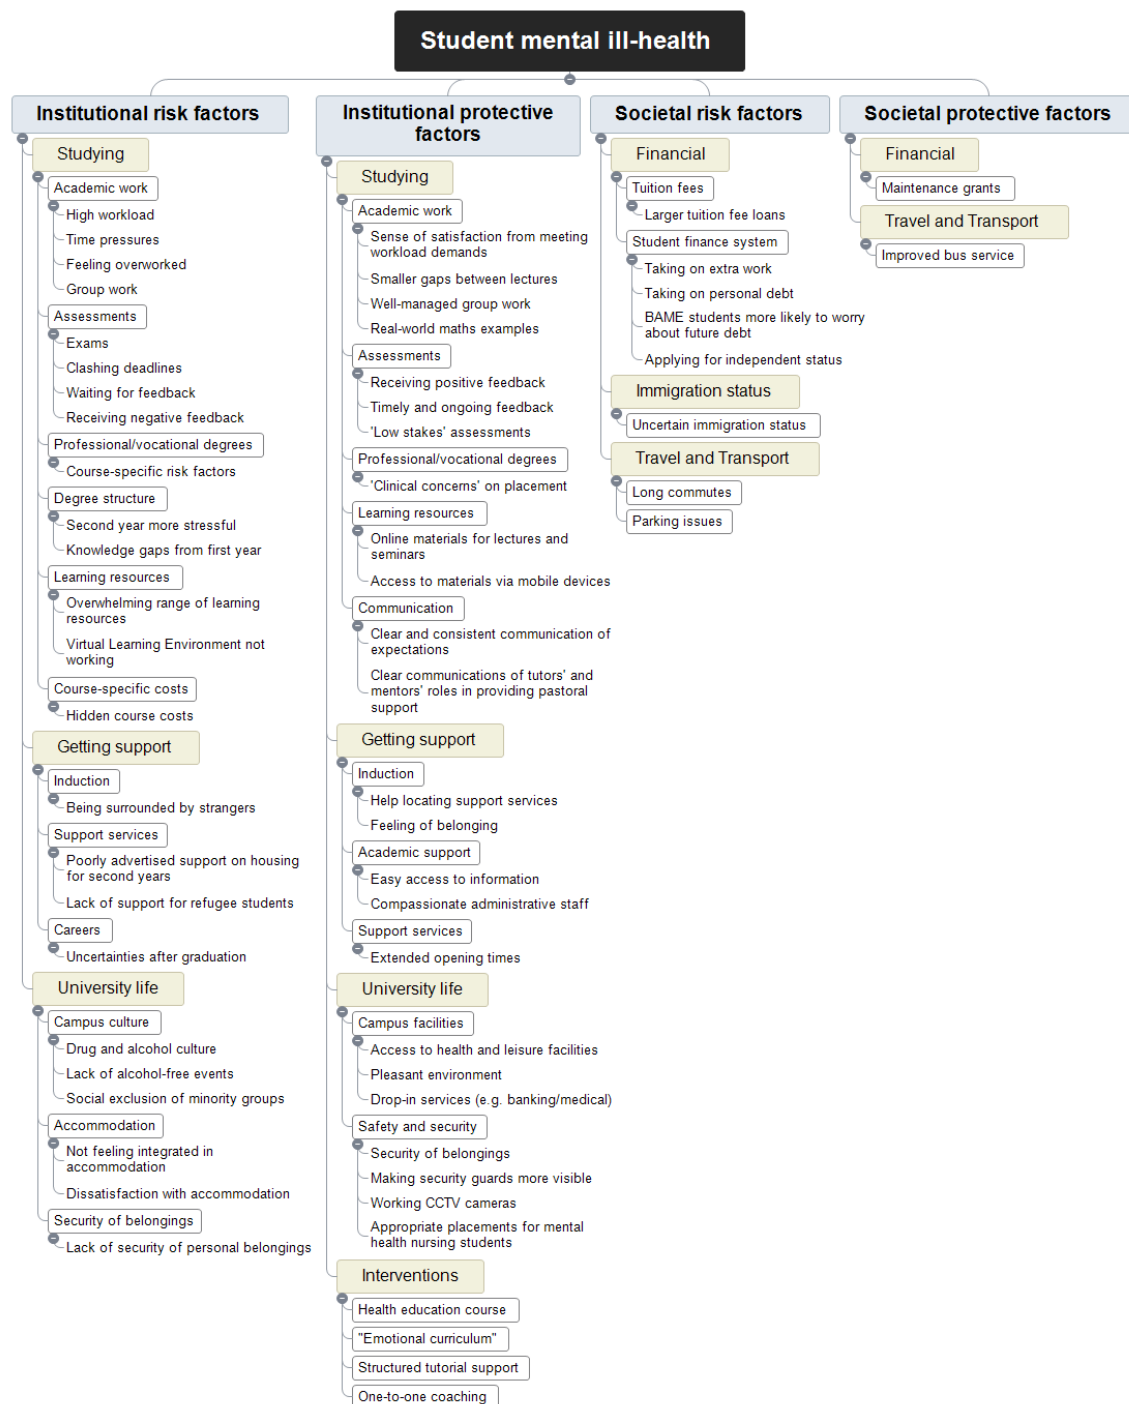 Student mental ill-health
Institutional risk factors
Studying
Academic work
High workload
Time pressures
Feeling overworked
Group work
Assessments
Exams
Clashing deadlines
Waiting for feedback
Receiving negative feedback
Professional/vocational degrees
Course-specific risk factors
Degree structure
Second year more stressful
Knowledge gaps from first year
Learning resources
Overwhelming range of learning
resources
Virtual Learning Environment not
working
Course-specific costs
Hidden course costs
Getting support
Induction
Being surrounded by strangers
Support services
Poorly advertised support on housing
for second years
Lack of support for refugee students
Careers
Uncertainties after graduation
University life
Campus culture
Drug and alcohol culture
Lack of alcohol-free events
Social exclusion of minority groups
Accommodation
Not feeling integrated in
accommodation
Dissatisfaction with accommodation
Security of belongings
Lack of security of personal belongings
Institutional protective
factors
Studying
Academic work
Sense of satisfaction from meeting
workload demands
Smaller gaps between lectures
Well-managed group work
Real-world maths examples
Assessments
Receiving positive feedback
Timely and ongoing feedback
'Low stakes' assessments
Professional/vocational degrees
'Clinical concerns' on placement
Learning resources
Online materials for lectures and
seminars
Access to materials via mobile devices
Communication
Clear and consistent communication of
expectations
Clear communications of tutors' and
mentors' roles in providing pastoral
support
Getting support
Induction
Help locating support services
Feeling of belonging
Academic support
Easy access to information
Compassionate administrative staff
Support services
Extended opening times
University life
Campus facilities
Access to health and leisure facilities
Pleasant environment
Drop-in services (e.g. banking/medical)
Safety and security
Security of belongings
Making security guards more visible
Working CCTV cameras
Appropriate placements for mental
health nursing students
Interventions
Health education course
"Emotional curriculum"
Structured tutorial support
One-to-one coaching
Societal risk factors
Financial
Tuition fees
Larger tuition fee loans
Student finance system
Taking on extra work
Taking on personal debt
BAME students more likely to worry
about future debt
Applying for independent status
Immigration status
Uncertain immigration status
Travel and Transport
Long commutes
Parking issues
Societal protective factors
Financial
Maintenance grants
Travel and Transport
Improved bus service